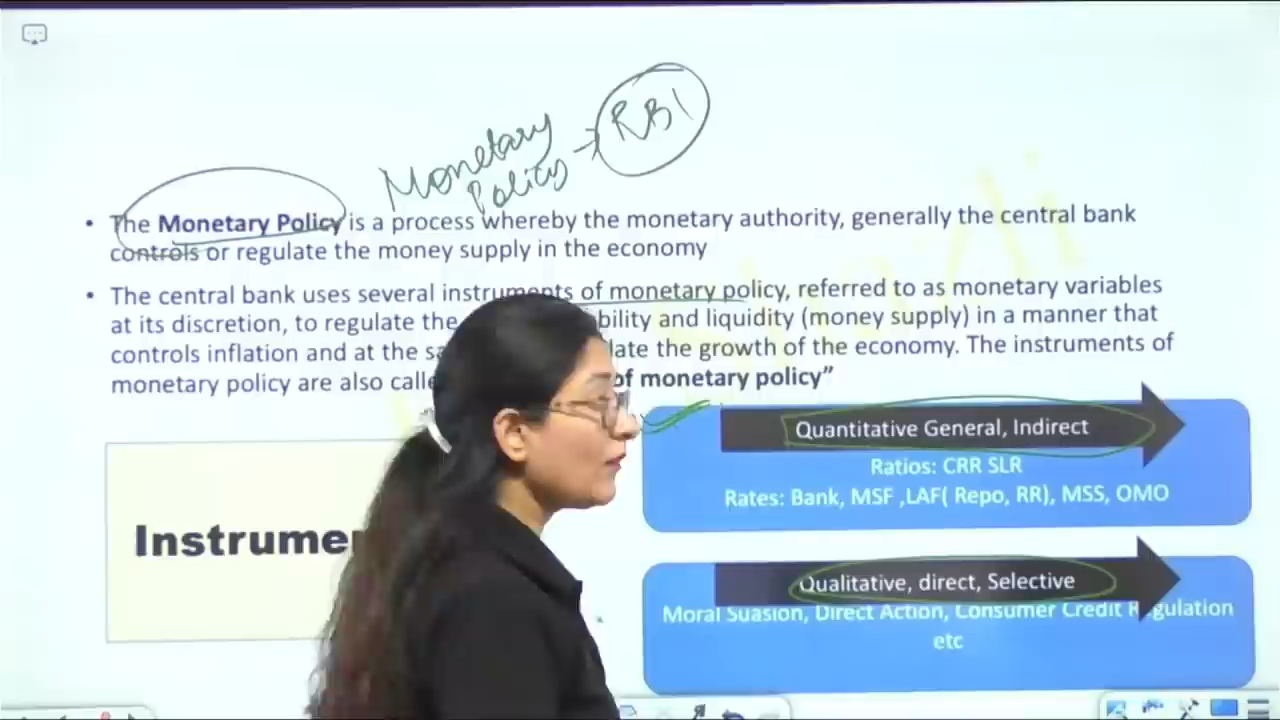 Monetary
Policy → RBI
• The Monetary Policy is a process whereby the monetary authority, generally the central bank
controls or regulate the money supply in the economy
• The central bank uses several instruments of monetary policy, referred to as monetary variables
at its discretion, to regulate the bility and liquidity (money supply) in a manner that
controls inflation and at the sa late the growth of the economy. The instruments of
monetary policy are also calle of monetary policy”
Quantitative General, Indirect
Ratios: CRR SLR
Rates: Bank, MSF ,LAF( Repo, RR), MSS, OMO
Instrume
Qualitative, direct, Selective
Moral Suasion, Direct Action, Consumer Credit R gulation
etc